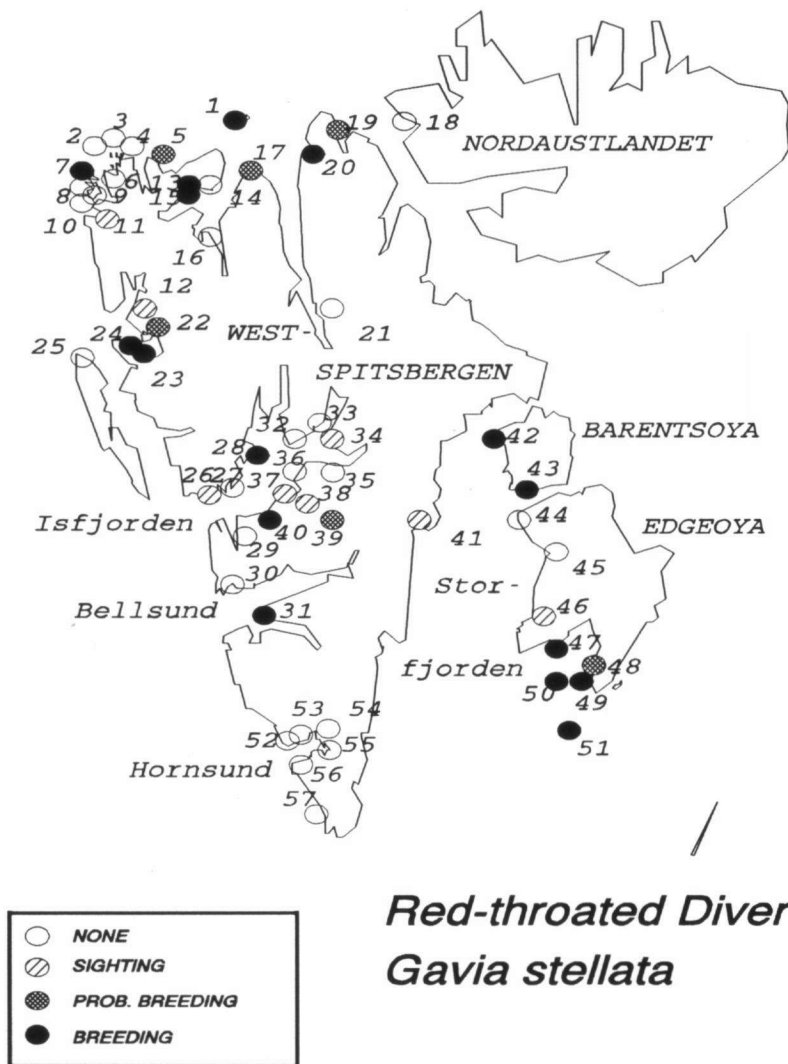 1
2 3 4 5 19 18
NORDAUSTLANDET
7 6 13 17 20
8 9 15 14
10 11
16
12
22
24 WEST- 21
25 23
SPITSBERGEN
32 33
28 34 42 BARENTSOYA
36
26 27 37 35 43
38
Isfjorden 40 39 41 44 EDGEOYA
29 45
30 Stor-
Bellsund 31 46
47
fjorden 48
50 49
53 54
52 55 51
Hornsund 56
57
Red-throated Diver
Gavia stellata
NONE
SIGHTING
PROB. BREEDING
BREEDING